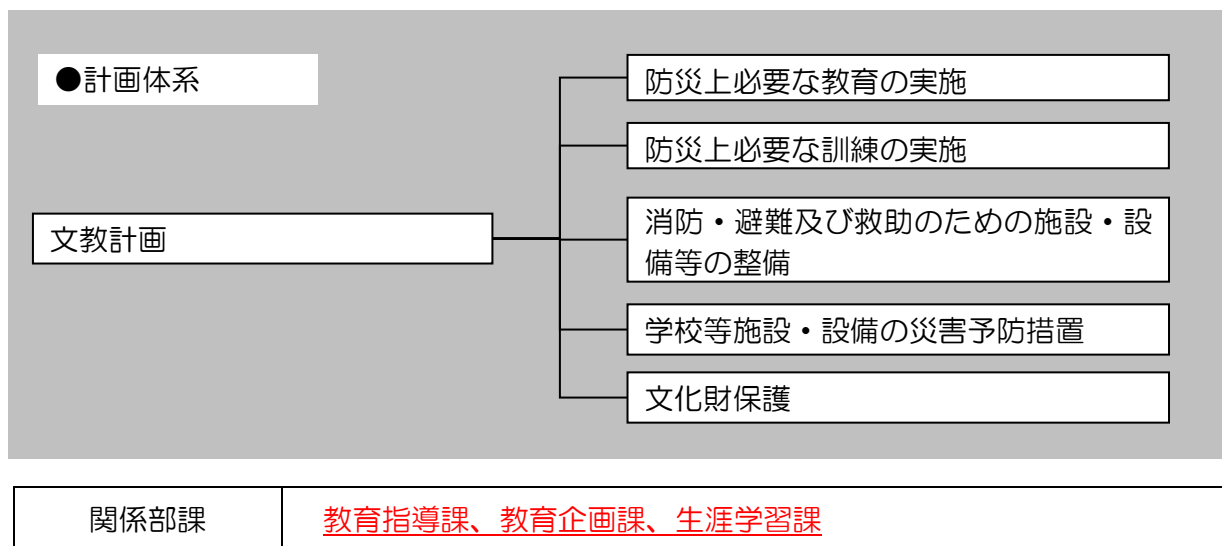 ●計画体系
防災上必要な教育の実施
防災上必要な訓練の実施
文教計画
消防・避難及び救助のための施設・設
備等の整備
学校等施設・設備の災害予防措置
文化財保護
関係部課
教育指導課、教育企画課、生涯学習課